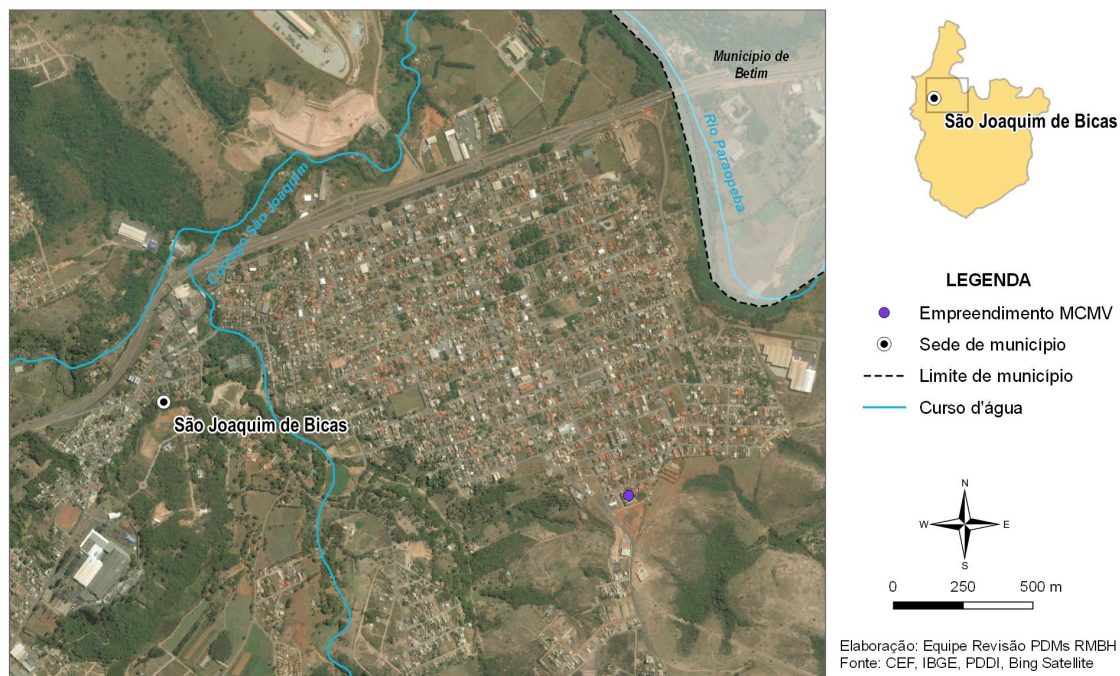 Município de
Betim
Rio Paraopeba
Córrego São Joaquim
São Joaquim de Bicas
São Joaquim de Bicas
LEGENDA
Empreendimento MCMV
Sede de município
Limite de município
Curso d'água
N
W
E
S
0
250
500 m
Elaboração: Equipe Revisão PDMs RMBH
Fonte: CEF, IBGE, PDDI, Bing Satellite